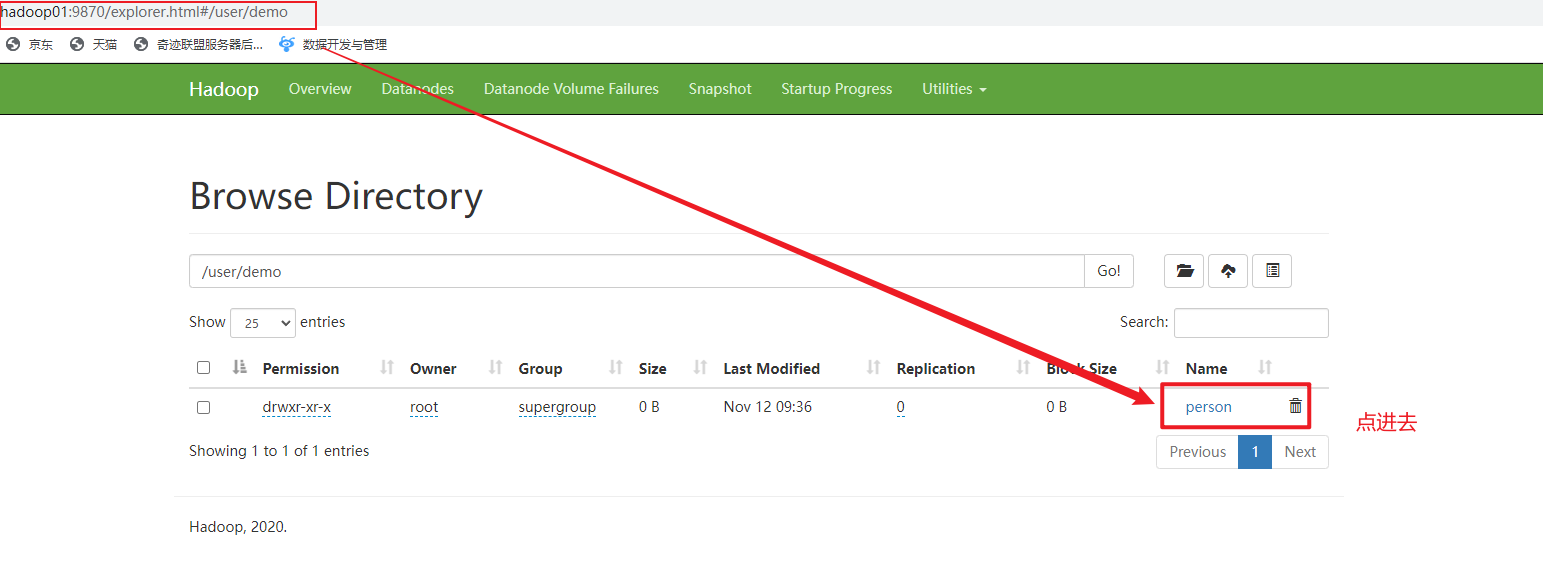 hadoop01:9870/explorer.html#/user/demo
京东 天猫 奇迹联盟服务器后... 数据开发与管理
Hadoop Overview Datanodes Datanode Volume Failures Snapshot Startup Progress Utilities
Browse Directory
/user/demo Go!
Show 25 entries Search:
Permission Owner Group Size Last Modified Replication Block Size Name
drwxr-xr-x root supergroup 0 B Nov 12 09:36 0 0 B person
点进去
Showing 1 to 1 of 1 entries Previous 1 Next
Hadoop, 2020.